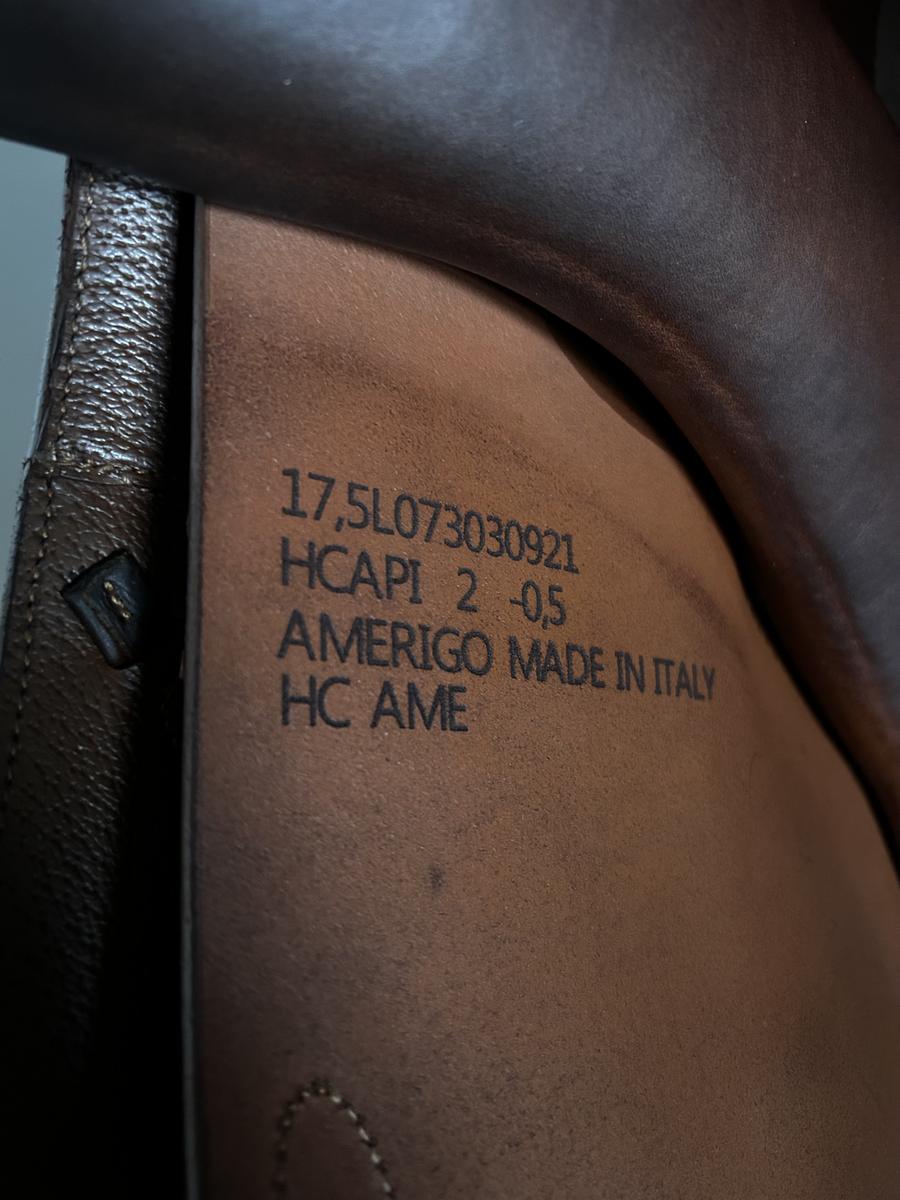 17,5L073030921
HCAPI 2 -0,5
AMERIGO MADE IN ITALY
HC AME